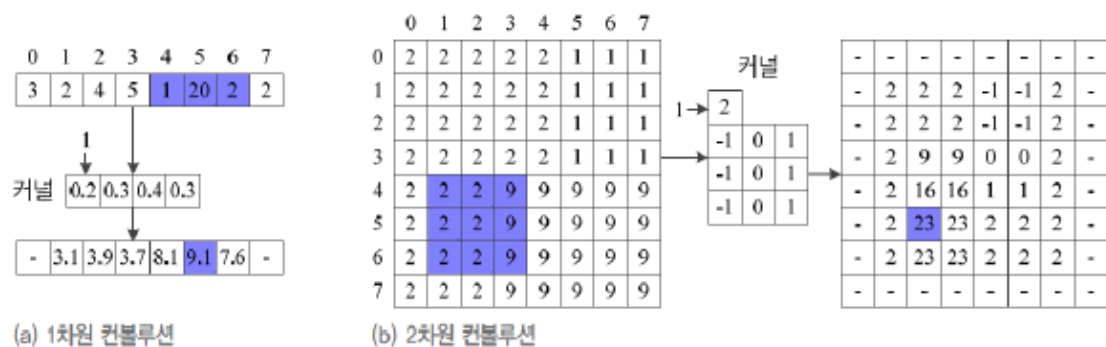 0 1 2 3 4 5 6 7
3 2 4 5 1 20 2 2
1
커널 0.2 0.3 0.4 0.3
- 3.1 3.9 3.7 8.1 9.1 7.6 -
(a) 1차원 컨볼루션
0 1 2 3 4 5 6 7
0 2 2 2 2 2 1 1 1
1 2 2 2 2 2 1 1 1
2 2 2 2 2 2 1 1 1
3 2 2 2 2 2 1 1 1
4 2 2 2 9 9 9 9 9
5 2 2 2 9 9 9 9 9
6 2 2 2 9 9 9 9 9
7 2 2 2 9 9 9 9 9
커널
1 2
-1 0 1
-1 0 1
-1 0 1
- - - - - - - -
- 2 2 2 -1 -1 2 -
- 2 2 2 -1 -1 2 -
- 2 9 9 0 0 2 -
- 2 16 16 1 1 2 -
- 2 23 23 2 2 2 -
- 2 23 23 2 2 2 -
- - - - - - - -
(b) 2차원 컨볼루션